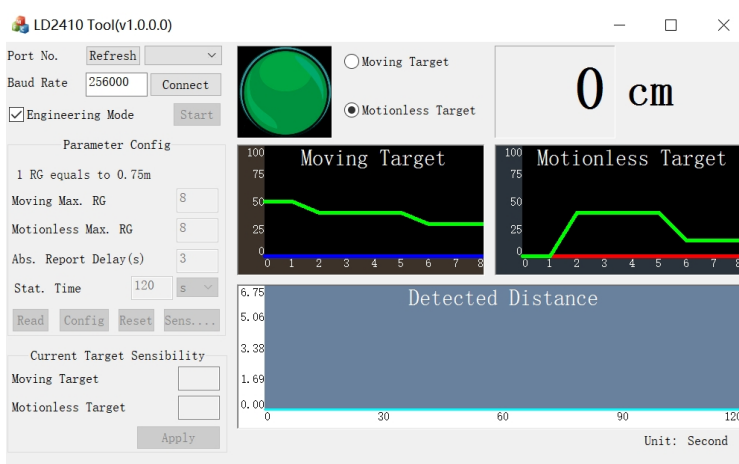 LD2410 Tool(v1.0.0.0)
Port No. Refresh
Baud Rate 256000 Connect
Engineering Mode Start
Parameter Config
1 RG equals to 0.75m
Moving Max. RG 8
Motionless Max. RG 8
Abs. Report Delay(s) 3
Stat. Time 120 s
Read Config Reset Sens....
Current Target Sensibility
Moving Target
Motionless Target
Apply
Moving Target
Motionless Target
0 cm
Moving Target
100
75
50
25
0
0 1 2 3 4 5 6 7 8
Motionless Target
100
75
50
25
0
0 1 2 3 4 5 6 7 8
Detected Distance
6.75
5.06
3.38
1.69
0.00
0 30 60 90 120
Unit: Second